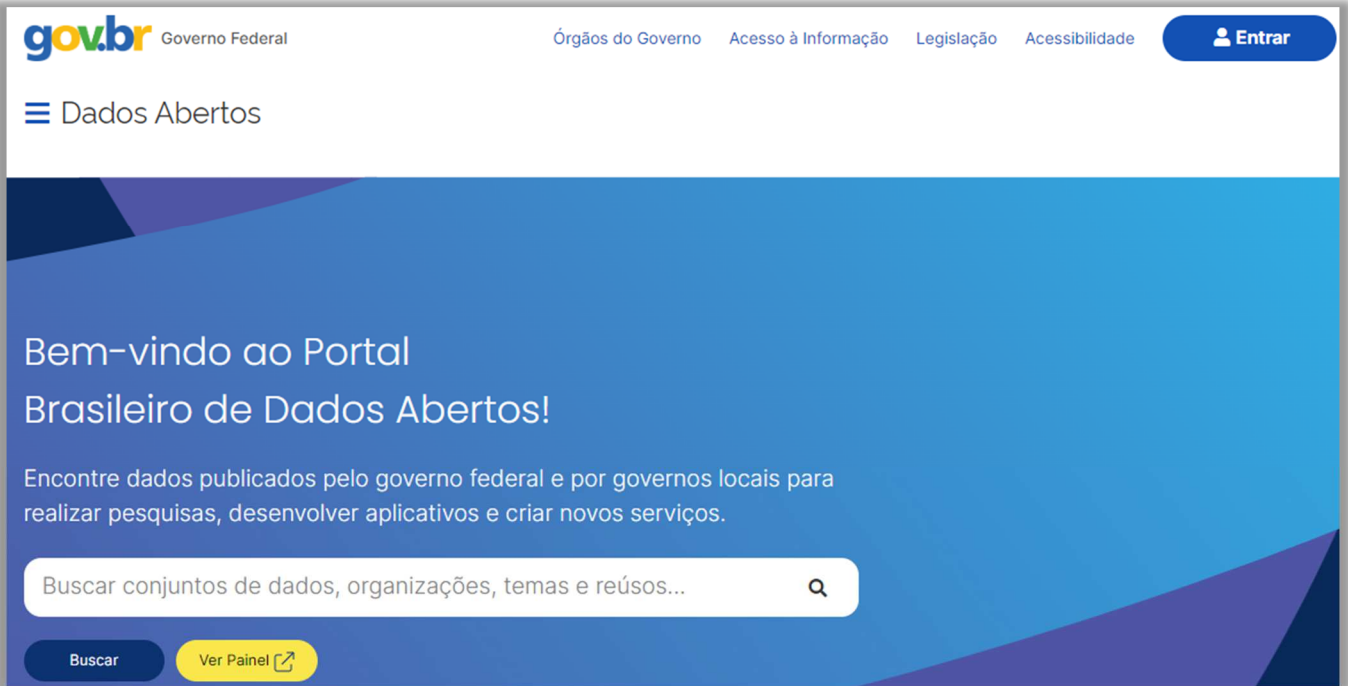 gov.br Governo Federal
Órgãos do Governo Acesso à Informação Legislação Acessibilidade Entrar
Dados Abertos
Bem-vindo ao Portal
Brasileiro de Dados Abertos!
Encontre dados publicados pelo governo federal e por governos locais para
realizar pesquisas, desenvolver aplicativos e criar novos serviços.
Buscar conjuntos de dados, organizações, temas e reúsos...
Buscar Ver Painel